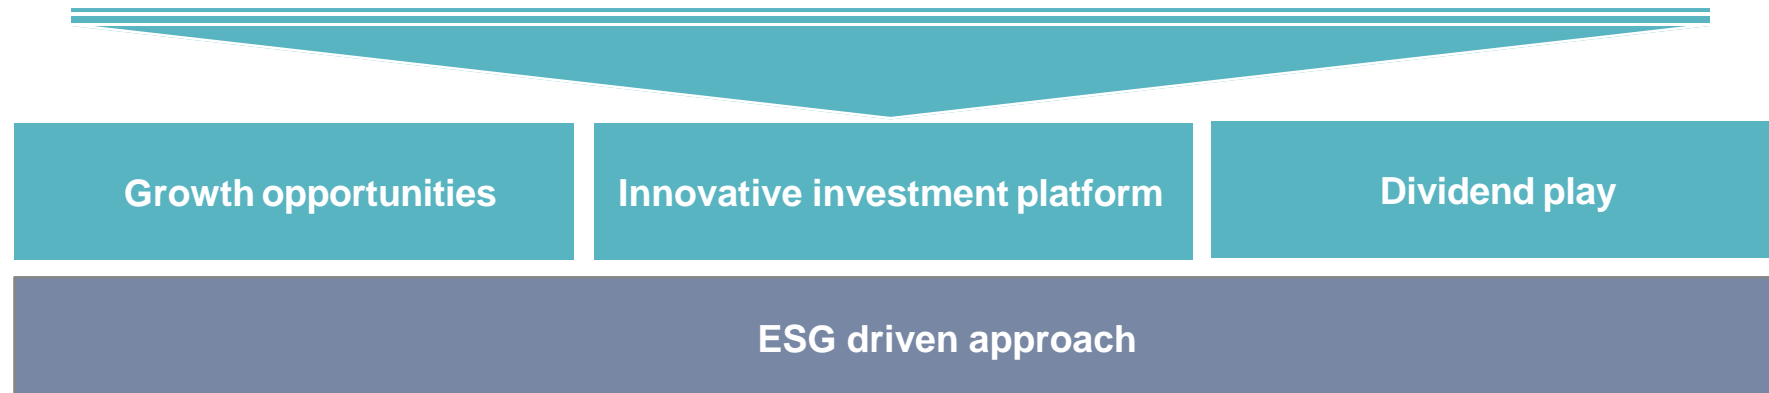 Growth opportunities
Innovative investment platform
Dividend play
ESG driven approach